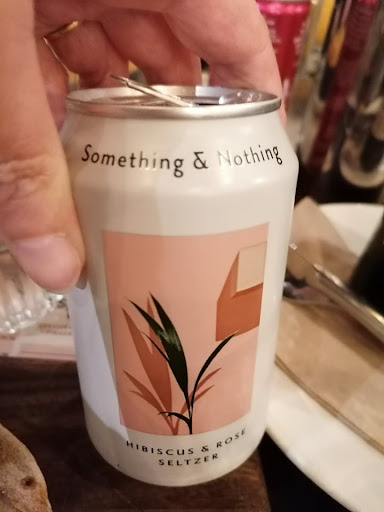 Something & Nothing
HIBISCUS & ROSE
SELTZER